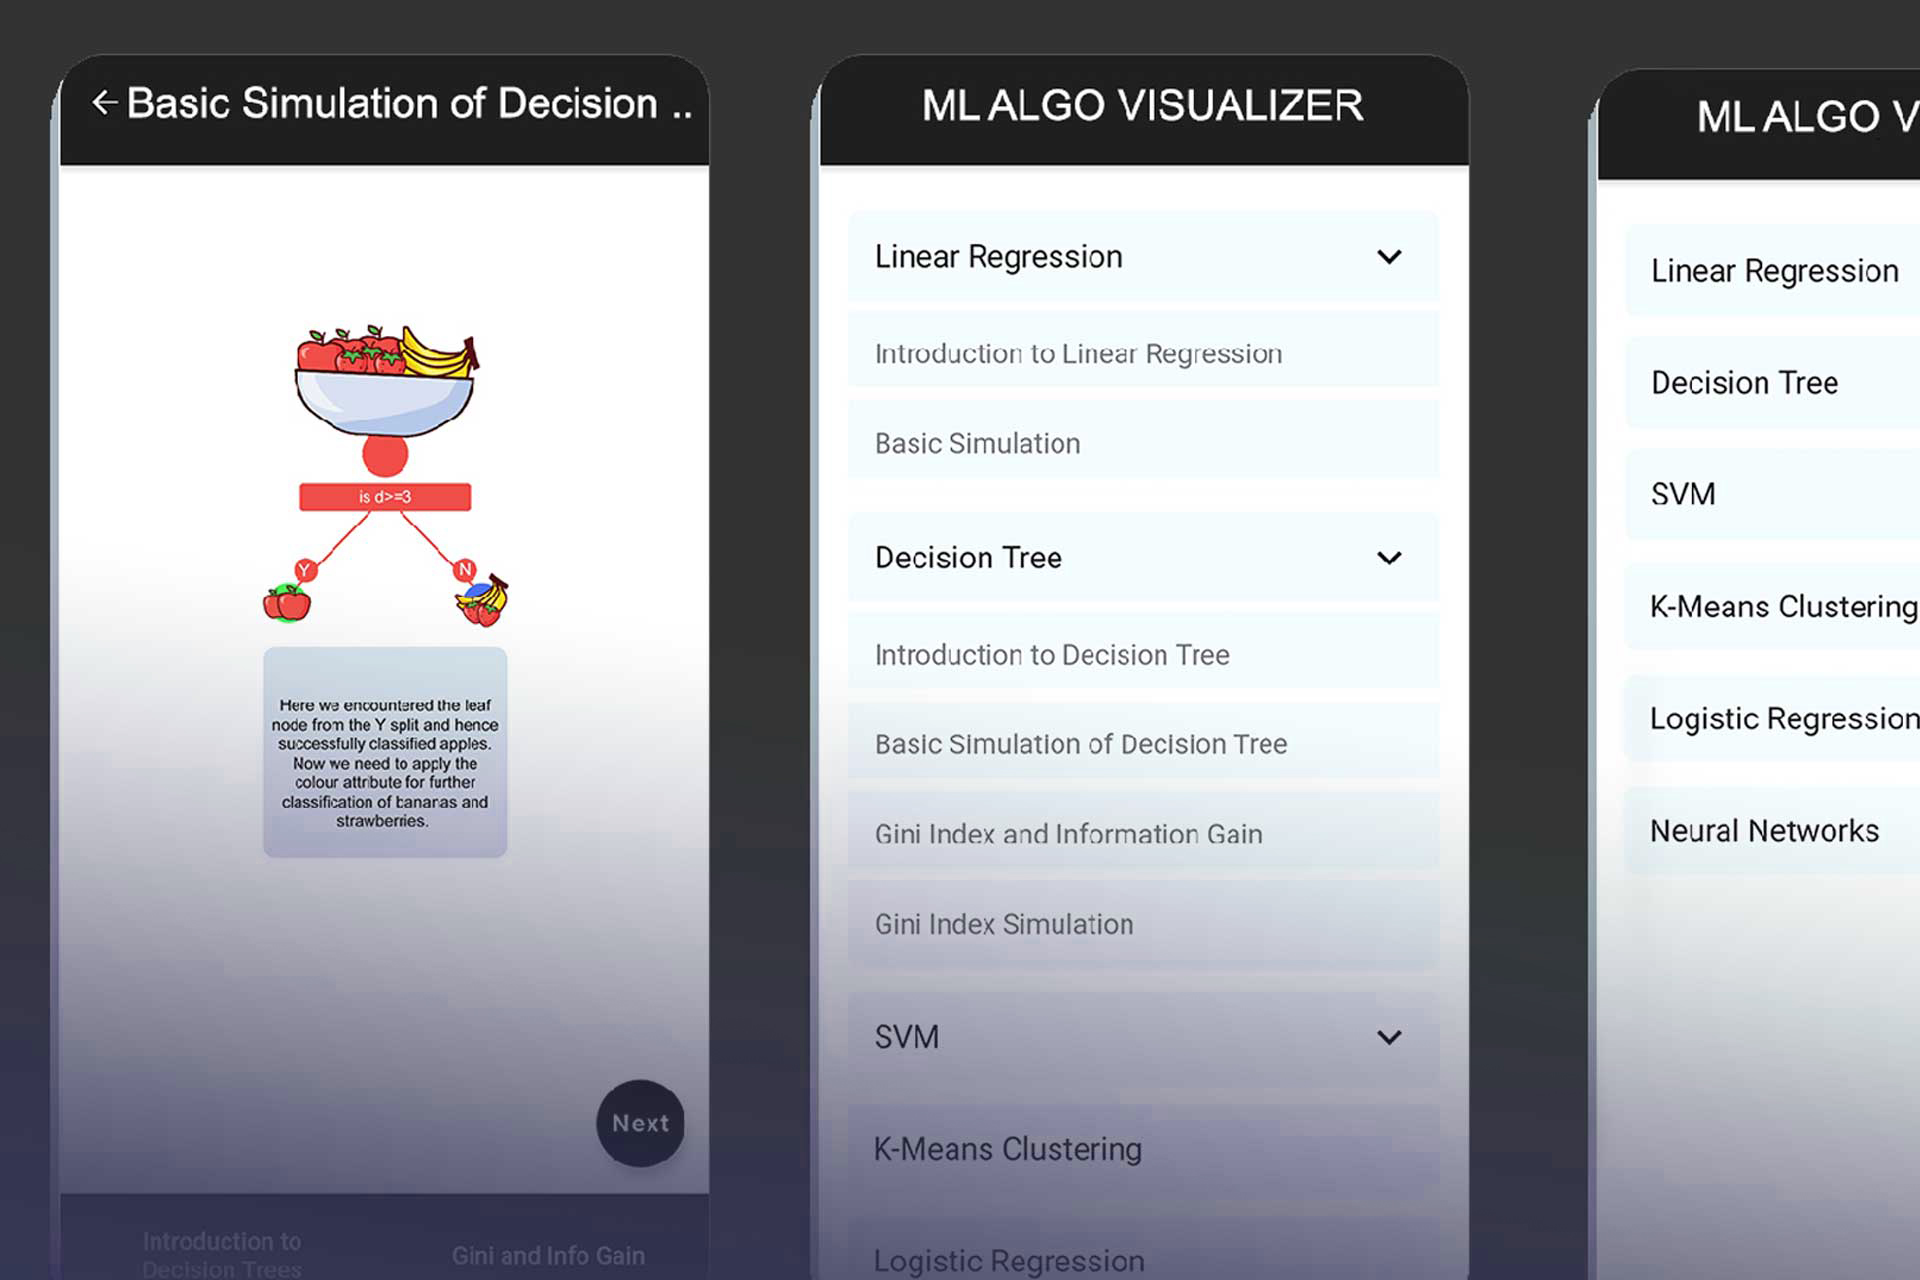 Basic Simulation of Decision ..
is d>=3
Y
N
Here we encountered the leaf
node from the Y split and hence
successfully classified apples.
Now we need to apply the
colour attribute for further
classification of bananas and
strawberries.
Next
Introduction to
Decision Trees
Gini and Info Gain
ML ALGO VISUALIZER
Linear Regression
Introduction to Linear Regression
Basic Simulation
Decision Tree
Introduction to Decision Tree
Basic Simulation of Decision Tree
Gini Index and Information Gain
Gini Index Simulation
SVM
K-Means Clustering
Logistic Regression
ML ALGO V
Linear Regression
Decision Tree
SVM
K-Means Clustering
Logistic Regression
Neural Networks